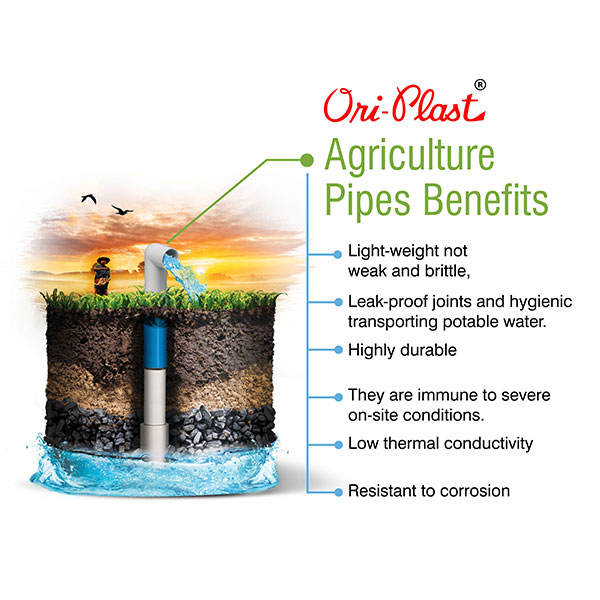 Ori-Plast®
Agriculture
Pipes Benefits
Light-weight not
weak and brittle,
Leak-proof joints and hygienic
transporting potable water.
Highly durable
They are immune to severe
on-site conditions.
Low thermal conductivity
Resistant to corrosion